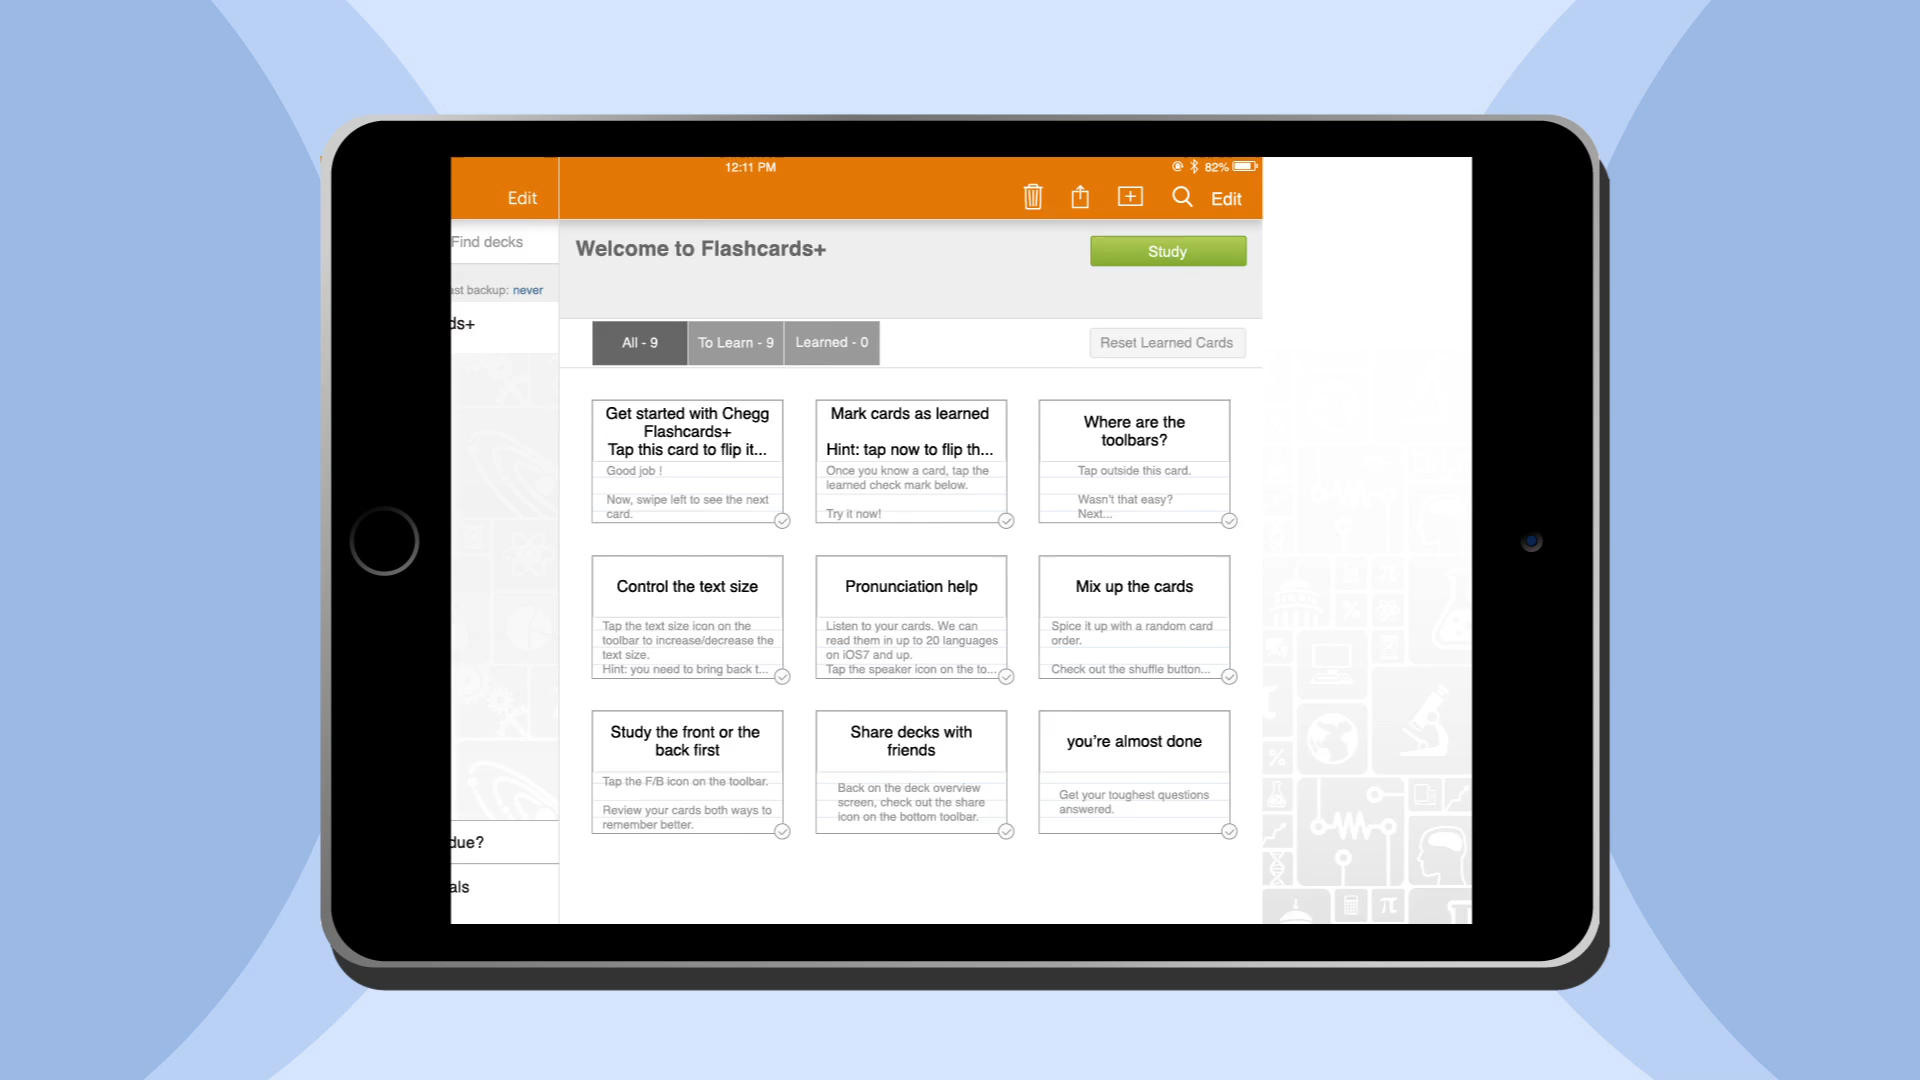 12:11 PM
82%
Edit
Edit
Find decks
Welcome to Flashcards+
Study
ast backup: never
ds+
All - 9
To Learn - 9
Learned - 0
Reset Learned Cards
Get started with Chegg
Flashcards+
Tap this card to flip it...
Good job !
Now, swipe left to see the next
card.
Mark cards as learned
Hint: tap now to flip th...
Once you know a card, tap the
learned check mark below.
Try it now!
Where are the
toolbars?
Tap outside this card.
Wasn't that easy?
Next...
Control the text size
Tap the text size icon on the
toolbar to increase/decrease the
text size.
Hint: you need to bring back t...
Pronunciation help
Listen to your cards. We can
read them in up to 20 languages
on iOS7 and up.
Tap the speaker icon on the to...
Mix up the cards
Spice it up with a random card
order.
Check out the shuffle button...
Study the front or the
back first
Tap the F/B icon on the toolbar.
Review your cards both ways to
remember better.
Share decks with
friends
Back on the deck overview
screen, check out the share
icon on the bottom toolbar.
you're almost done
Get your toughest questions
answered.
due?
als